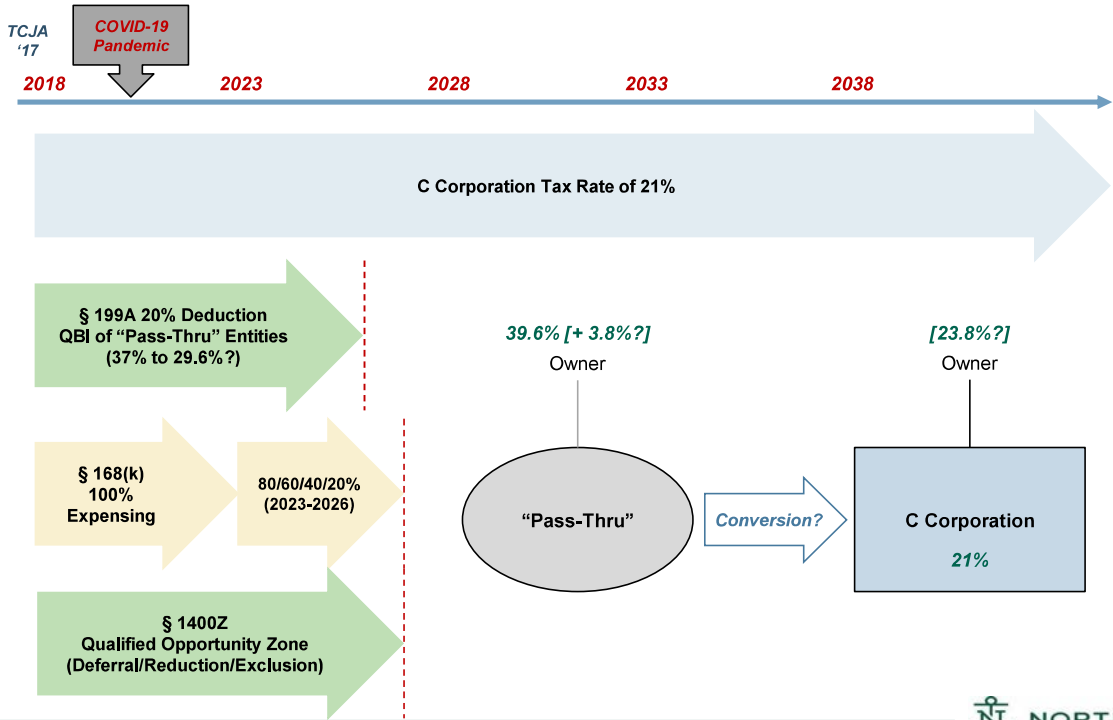 TCJA
‘17
COVID-19
Pandemic
2018
2023
2028
2033
2038
C Corporation Tax Rate of 21%
§ 199A 20% Deduction
QBI of “Pass-Thru” Entities
(37% to 29.6%?)
39.6% [+ 3.8%?]
Owner
[23.8%?]
Owner
§ 168(k)
100%
Expensing
80/60/40/20%
(2023-2026)
“Pass-Thru”
Conversion?
C Corporation
21%
§ 1400Z
Qualified Opportunity Zone
(Deferral/Reduction/Exclusion)